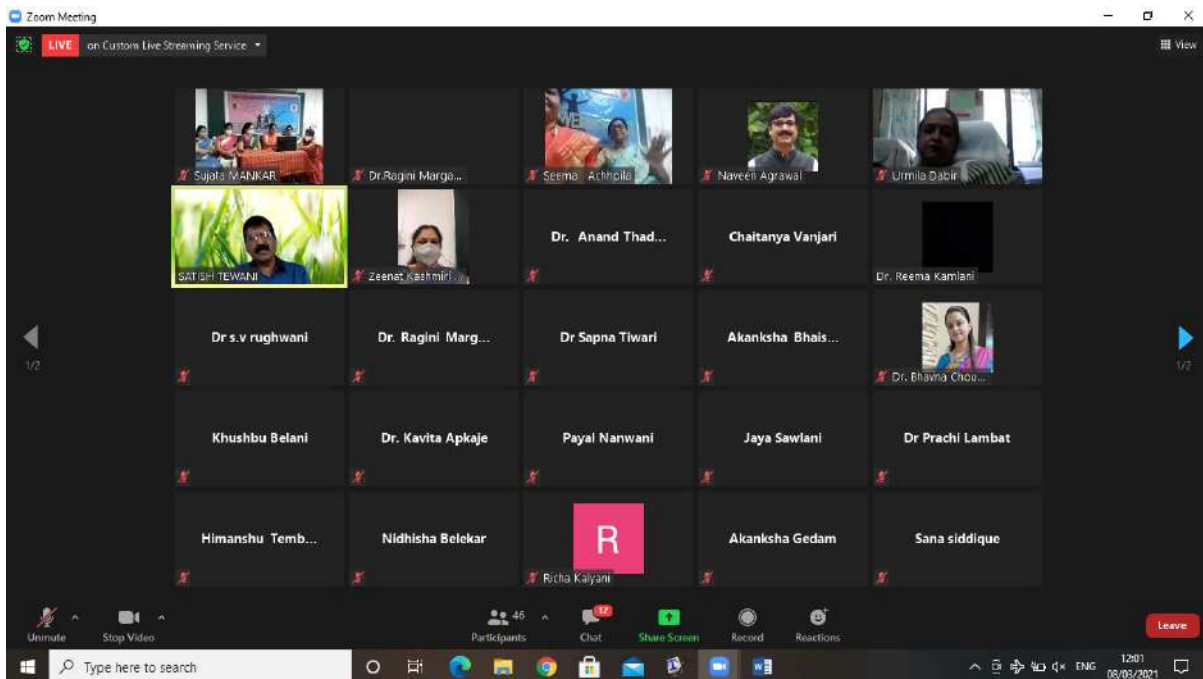 Zoom Meeting
LIVE on Custom Live Streaming Service
View
Sujata MANKAR
Dr.Ragini Marga...
Seema Achhpila
Naveen Agrawal
Urmila Dabir
SATISH TEWANI
Zeenat Kashmiri
Dr. Anand Thad...
Chaitanya Vanjari
Dr. Reema Kamlani
Dr s.v rughwani
Dr. Ragini Marg...
Dr Sapna Tiwari
Akanksha Bhais...
Dr. Bhavna Chou...
1/2
1/2
Khushbu Belani
Dr. Kavita Apkaje
Payal Nanwani
Jaya Sawlani
Dr Prachi Lambat
Himanshu Temb...
Nidhisha Belekar
R
Richa Kalyani
Akanksha Gedam
Sana siddique
Unmute
Stop Video
46
Participants
12
Chat
Share Screen
Record
Reactions
Leave
Type here to search
ENG
12:01
08/03/2021